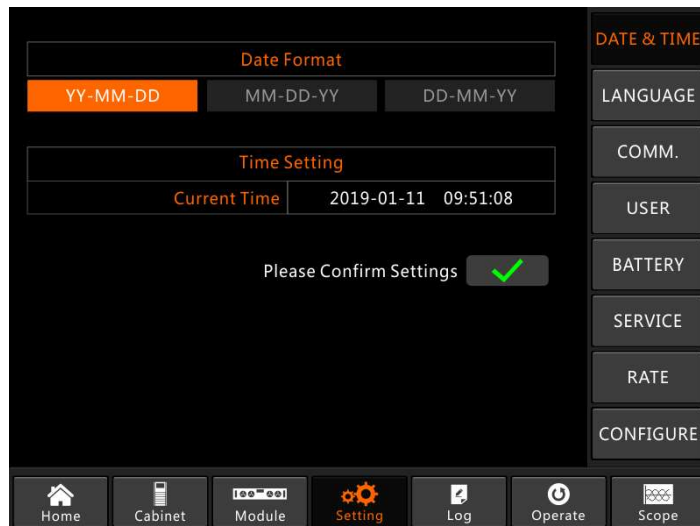 Date Format
YY-MM-DD MM-DD-YY DD-MM-YY
Time Setting
Current Time 2019-01-11 09:51:08
Please Confirm Settings
DATE & TIME
LANGUAGE
COMM.
USER
BATTERY
SERVICE
RATE
CONFIGURE
Home Cabinet Module Setting Log Operate Scope